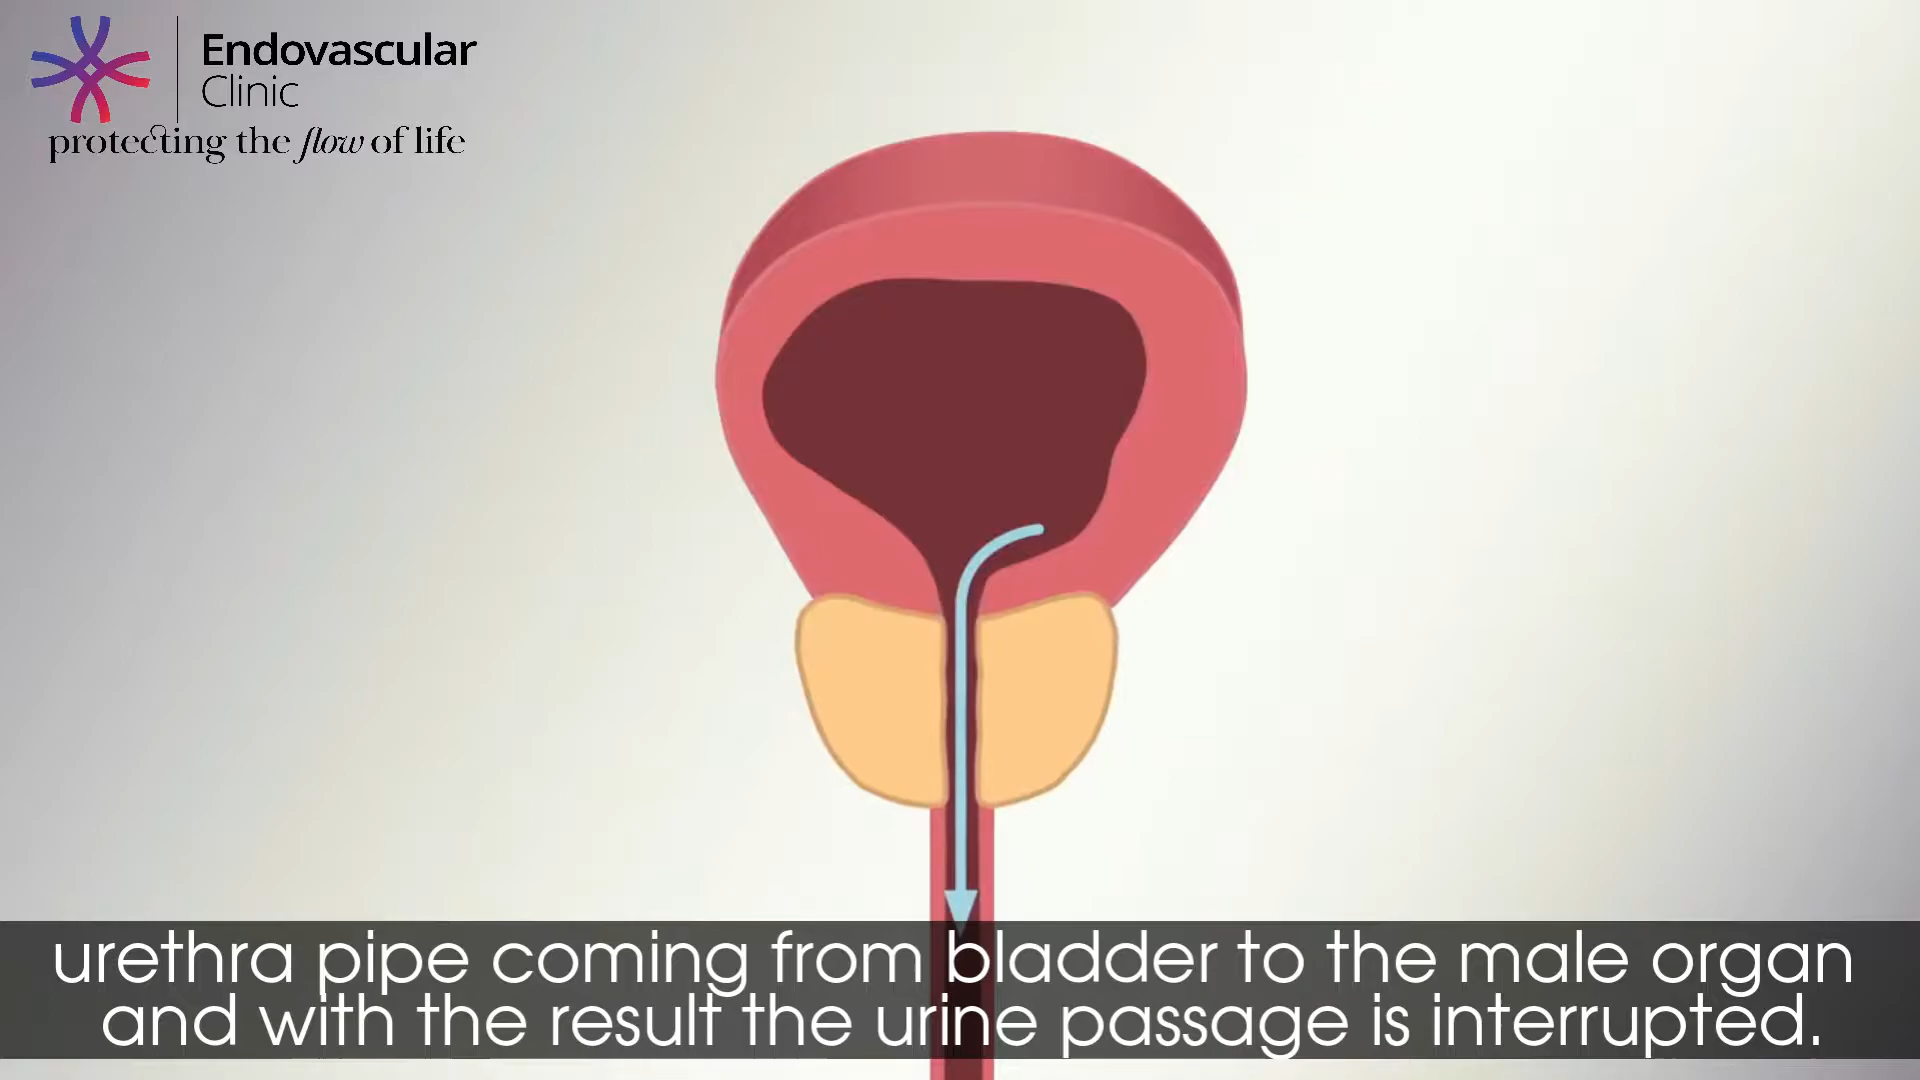 Endovascular
Clinic
protecting the flow of life
urethra pipe coming from bladder to the male organ
and with the result the urine passage is interrupted.